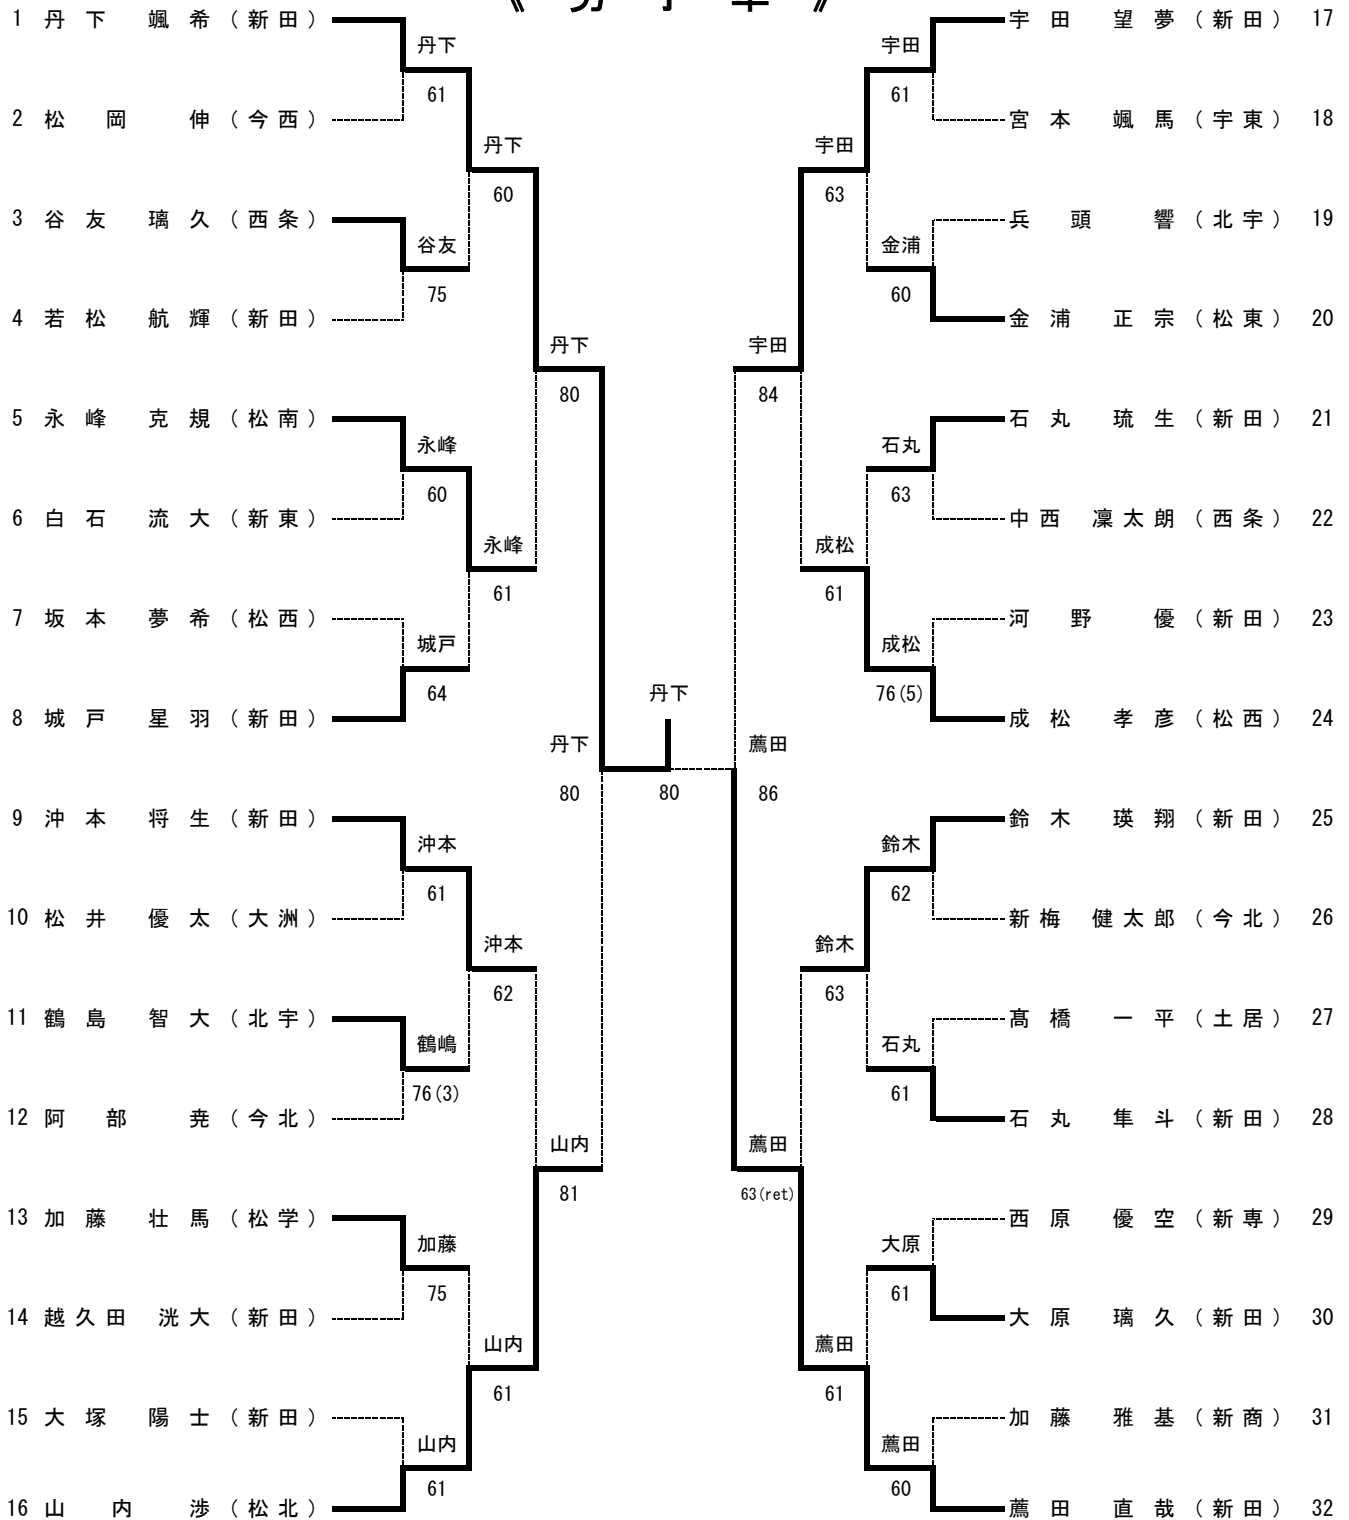 1 丹下 颯希 (新田)
丹下
61
2 松岡 伸 (今西)
丹下
60
3 谷友 璃久 (西条)
谷友
75
4 若松 航輝 (新田)
丹下
80
5 永峰 克規 (松南)
永峰
60
6 白石 流大 (新東)
永峰
61
7 坂本 夢希 (松西)
城戸
64
8 城戸 星羽 (新田)
丹下
80
9 沖本 将生 (新田)
沖本
61
10 松井 優太 (大洲)
沖本
62
11 鶴島 智大 (北宇)
鶴嶋
76(3)
12 阿部 尭 (今北)
山内
81
13 加藤 壮馬 (松学)
加藤
75
14 越久田 洸大 (新田)
山内
61
15 大塚 陽士 (新田)
山内
61
16 山内 渉 (松北)
丹下
80
宇田 望夢 (新田) 17
宇田
61
宮本 颯馬 (宇東) 18
宇田
63
兵頭 響 (北宇) 19
金浦
60
金浦 正宗 (松東) 20
宇田
84
石丸 琉生 (新田) 21
石丸
63
中西 凜太朗 (西条) 22
成松
61
河野 優 (新田) 23
成松
76(5)
成松 孝彦 (松西) 24
薦田
86
鈴木 瑛翔 (新田) 25
鈴木
62
新梅 健太郎 (今北) 26
鈴木
63
髙橋 一平 (土居) 27
石丸
61
石丸 隼斗 (新田) 28
薦田
63(ret)
西原 優空 (新専) 29
大原
61
大原 璃久 (新田) 30
薦田
61
加藤 雅基 (新商) 31
薦田
60
薦田 直哉 (新田) 32